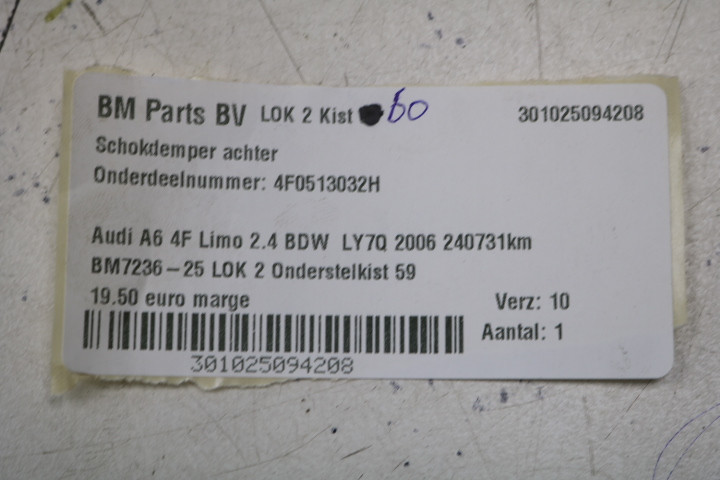 BM Parts BV LOK 2 Kist 60 301025094208
Schokdemper achter
Onderdeelnummer: 4F0513032H
Audi A6 4F Limo 2.4 BDW LY7Q 2006 240731km
BM7236-25 LOK 2 Onderstelkist 59
19.50 euro marge Verz: 10
Aantal: 1
301025094208